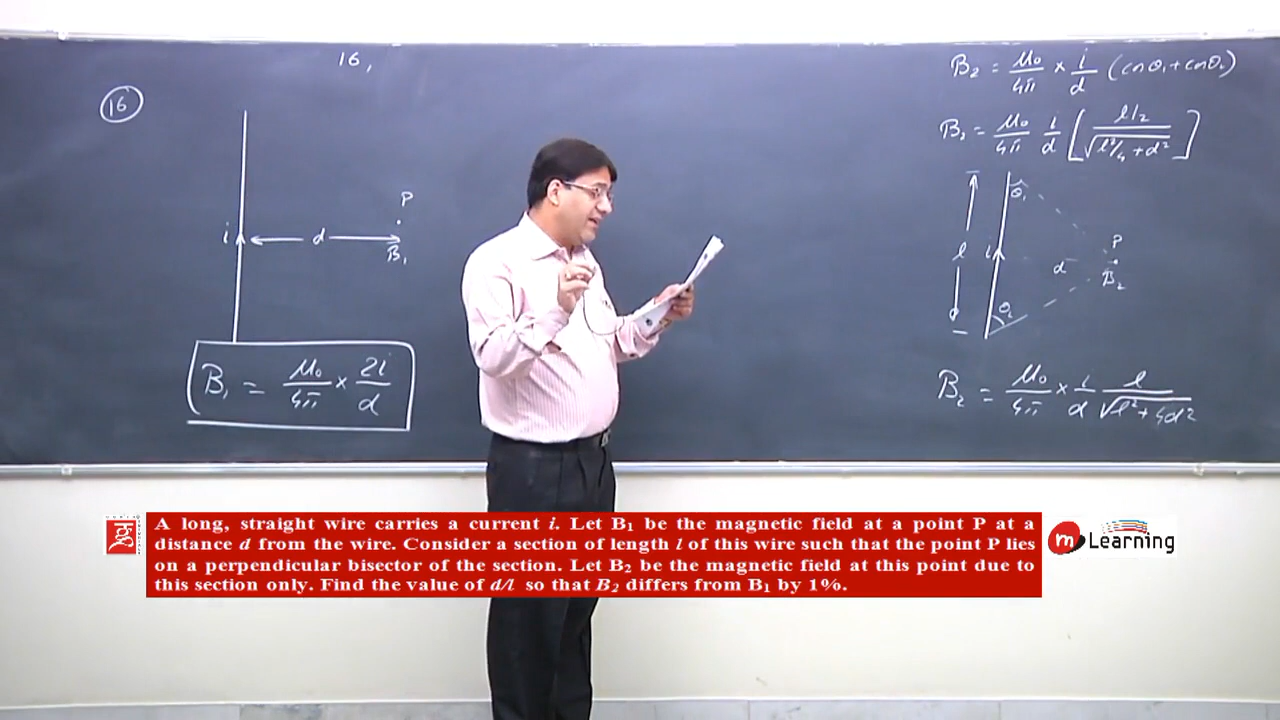 16,
16
i
d
P
B₁
B₁ = μ₀/4π × 2i/d
B₂ = μ₀/4π × i/d (cosθ₁+cosθ₂)
B₂ = μ₀/4π i/d [ l/2 / √(l²/4 + d²) ]
θ₁
l
i
P
d
B₂
θ₂
B₂ = μ₀/4π × i/d l/√(l²+4d²)
A long, straight wire carries a current i. Let B₁ be the magnetic field at a point P at a
distance d from the wire. Consider a section of length l of this wire such that the point P lies
on a perpendicular bisector of the section. Let B₂ be the magnetic field at this point due to
this section only. Find the value of d/l so that B₂ differs from B₁ by 1%.
m Learning